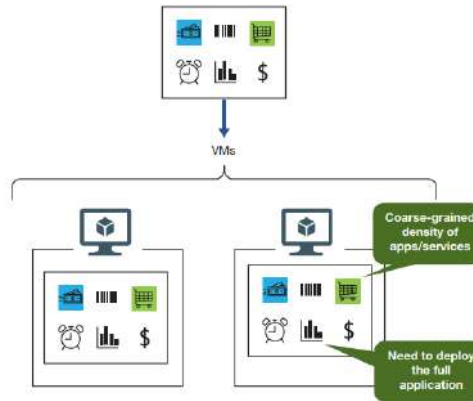 $
VMs
Coarse-grained
density of
apps/services
$
$
Need to deploy
the full
application